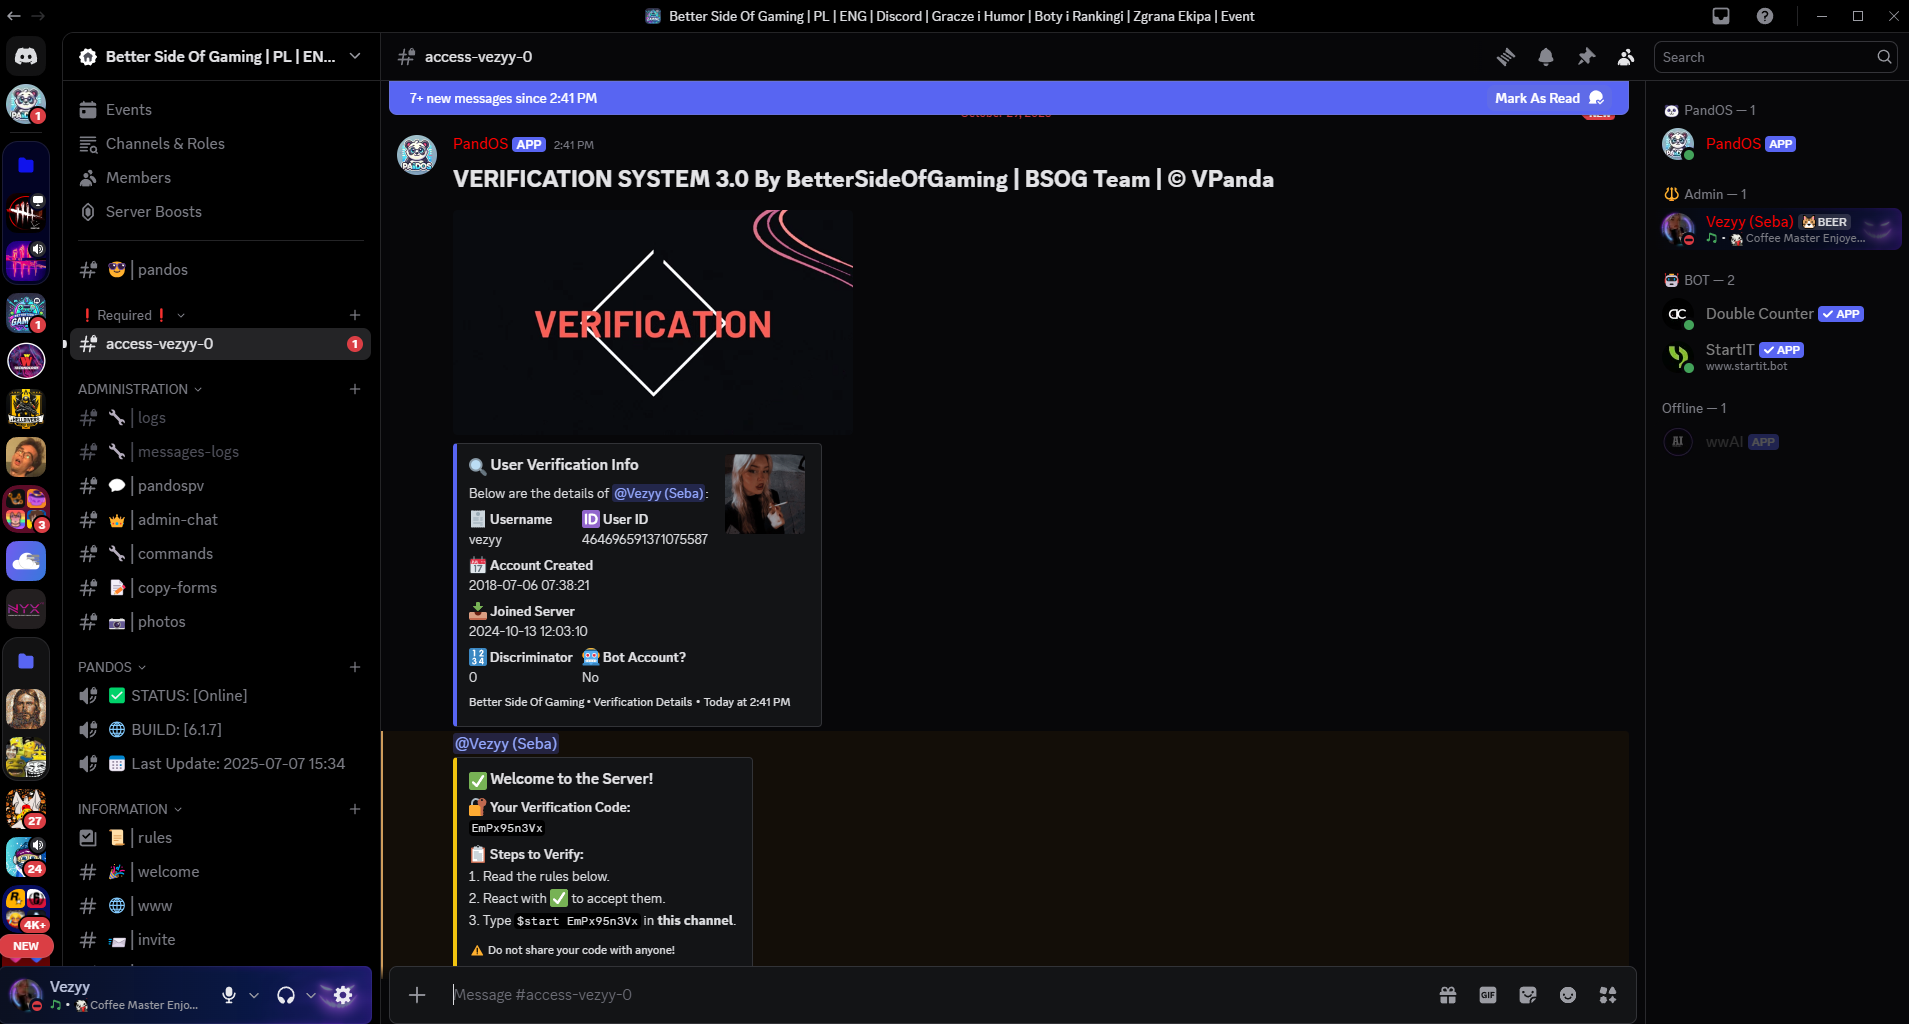 Better Side Of Gaming | PL | ENG | Discord | Gracze i Humor | Boty i Rankingi | Zgrana Ekipa | Event
Better Side Of Gaming | PL | EN...
access-vezyy-0
Search
7+ new messages since 2:41 PM
Mark As Read
Events
Channels & Roles
Members
Server Boosts
pandos
Required
access-vezyy-0
1
ADMINISTRATION
logs
messages-logs
pandospv
admin-chat
commands
copy-forms
photos
PANDOS
STATUS: [Online]
BUILD: [6.1.7]
Last Update: 2025-07-07 15:34
INFORMATION
rules
welcome
www
invite
1
1
3
NYX
27
24
4K+
NEW
Vezyy
Coffee Master Enjo...
PandOS APP 2:41 PM
VERIFICATION SYSTEM 3.0 By BetterSideOfGaming | BSOG Team | © VPanda
VERIFICATION
User Verification Info
Below are the details of @Vezyy (Seba):
Username ID User ID
vezyy 464696591371075587
Account Created
2018-07-06 07:38:21
Joined Server
2024-10-13 12:03:10
Discriminator Bot Account?
0 No
Better Side Of Gaming • Verification Details • Today at 2:41 PM
@Vezyy (Seba)
Welcome to the Server!
Your Verification Code:
EmPx95n3Vx
Steps to Verify:
1. Read the rules below.
2. React with ✅ to accept them.
3. Type $start EmPx95n3Vx in this channel.
⚠ Do not share your code with anyone!
Message #access-vezyy-0
GIF
PandOS — 1
PandOS APP
Admin — 1
Vezyy (Seba) BEER
Coffee Master Enjoye...
BOT — 2
Double Counter APP
StartIT APP
www.startit.bot
Offline — 1
wwAI APP